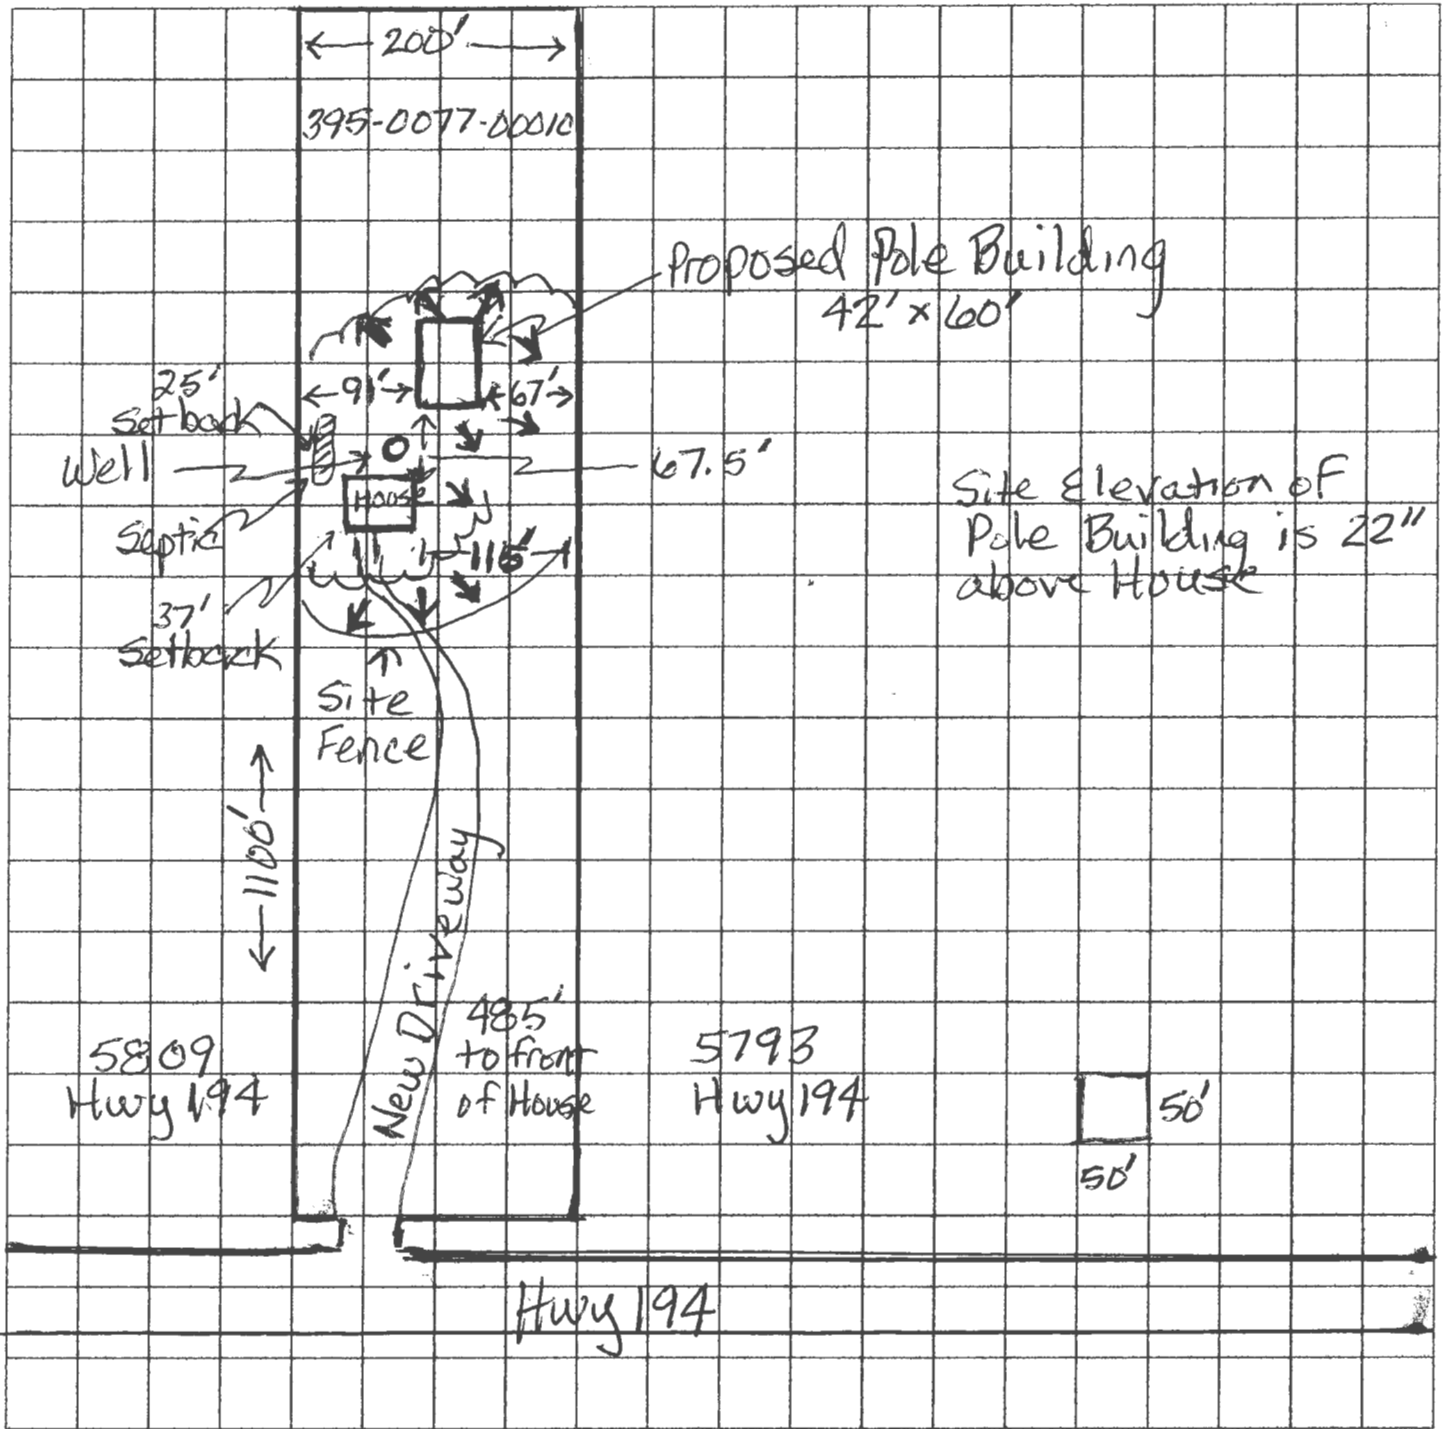 200'
395-0077-00010
Proposed Pole Building
42' x 60'
25'
Setback
91'
67'
Well
67.5'
House
Septic
115'
Site Elevation of
Pole Building is 22"
above House
37'
Setback
Site
Fence
1100'
New Driveway
485'
to front
of House
5809
Hwy 194
5793
Hwy 194
50'
50'
Hwy 194